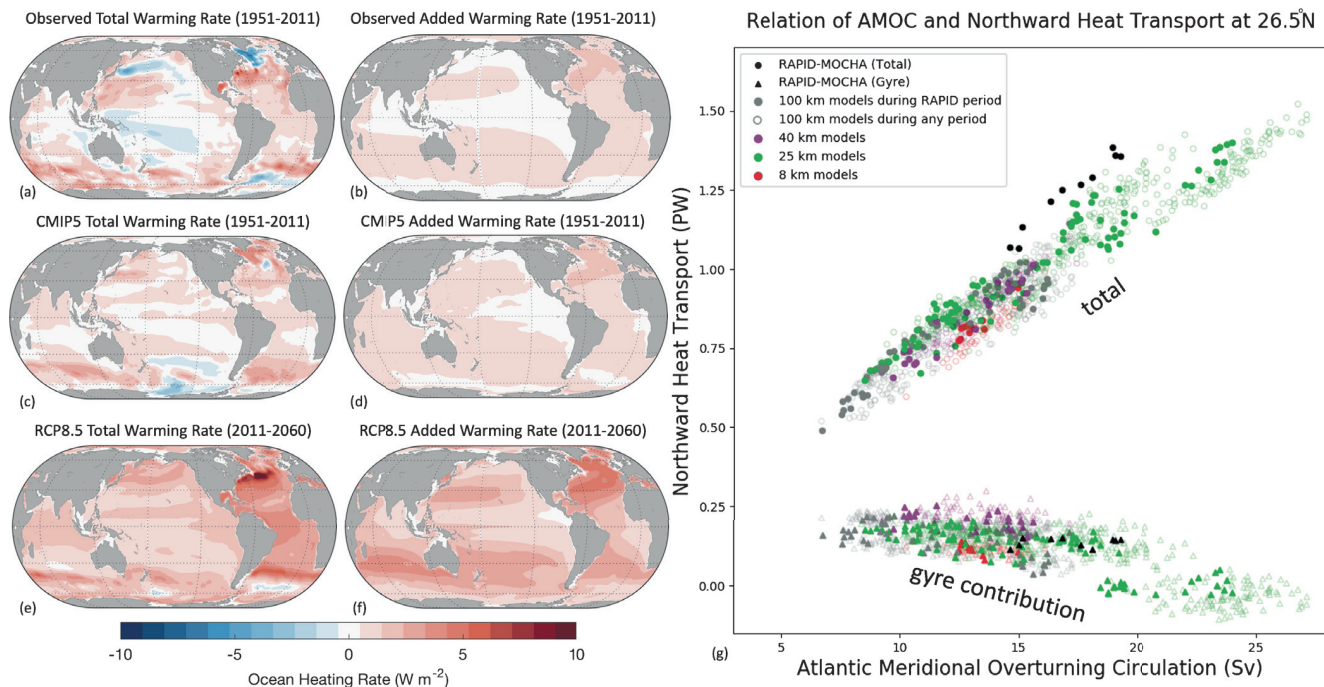 Observed Total Warming Rate (1951-2011)
Observed Added Warming Rate (1951-2011)
(a)
(b)
CMIP5 Total Warming Rate (1951-2011)
CMIP5 Added Warming Rate (1951-2011)
(c)
(d)
RCP8.5 Total Warming Rate (2011-2060)
RCP8.5 Added Warming Rate (2011-2060)
(e)
(f)
-10
-5
0
5
10
Ocean Heating Rate (W m⁻²)
Relation of AMOC and Northward Heat Transport at 26.5°N
RAPID-MOCHA (Total)
RAPID-MOCHA (Gyre)
100 km models during RAPID period
100 km models during any period
40 km models
25 km models
8 km models
Northward Heat Transport (PW)
1.50
1.25
1.00
0.75
0.50
0.25
0.00
total
gyre contribution
5
10
15
20
25
(g)
Atlantic Meridional Overturning Circulation (Sv)